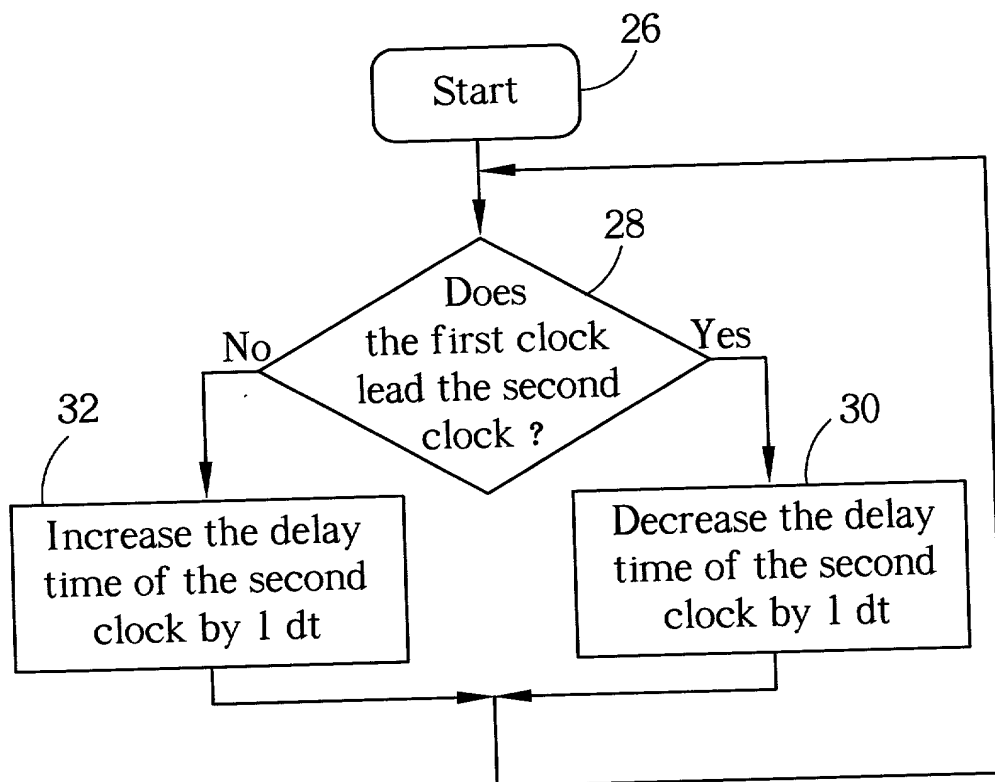 26
Start
28
Does
the first clock
lead the second
clock ?
No
Yes
32
30
Increase the delay
time of the second
clock by 1 dt
Decrease the delay
time of the second
clock by 1 dt